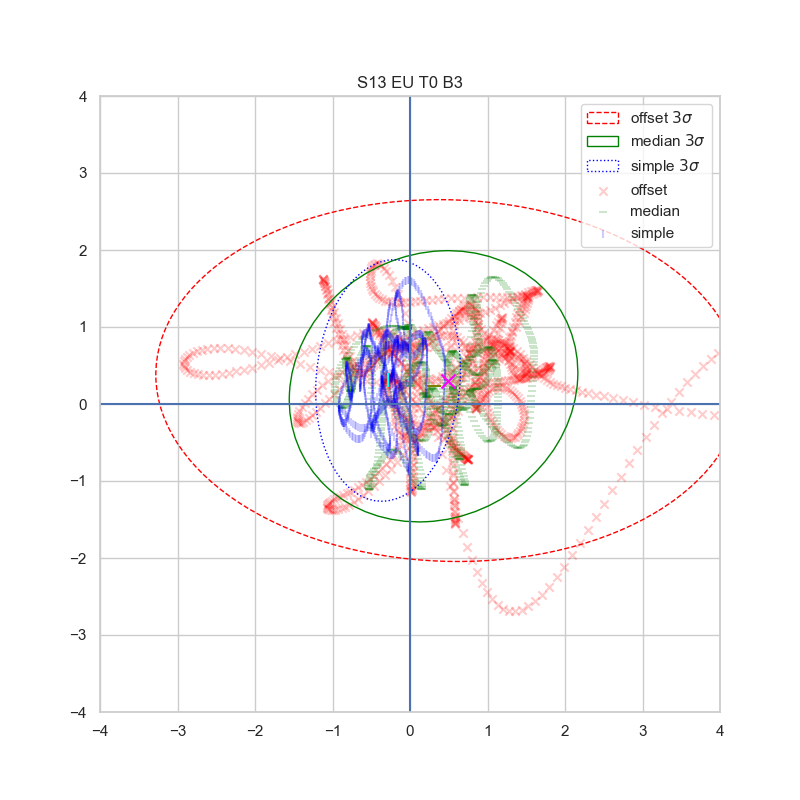 S13 EU T0 B3
offset 3σ
median 3σ
simple 3σ
offset
median
simple
4
3
2
1
0
−1
−2
−3
−4
−4 −3 −2 −1 0 1 2 3 4